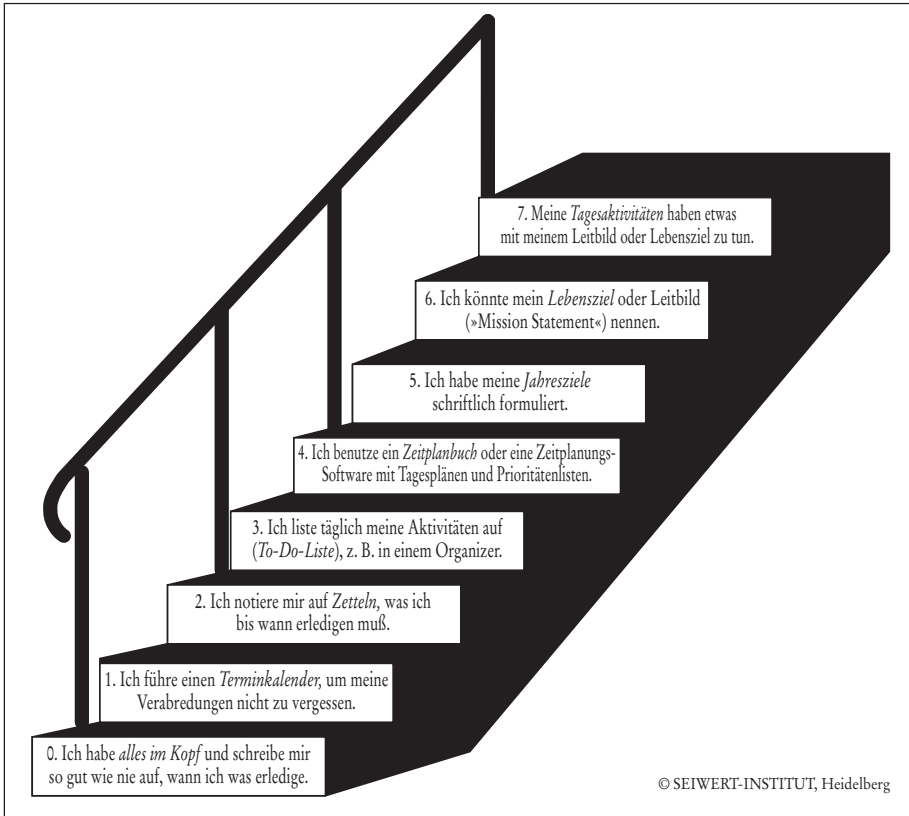 7. Meine Tagesaktivitäten haben etwas
mit meinem Leitbild oder Lebensziel zu tun.
6. Ich könnte mein Lebensziel oder Leitbild
(»Mission Statement«) nennen.
5. Ich habe meine Jahresziele
schriftlich formuliert.
4. Ich benutze ein Zeitplanbuch oder eine Zeitplanungs-
Software mit Tagesplänen und Prioritätenlisten.
3. Ich liste täglich meine Aktivitäten auf
(To-Do-Liste), z. B. in einem Organizer.
2. Ich notiere mir auf Zetteln, was ich
bis wann erledigen muß.
1. Ich führe einen Terminkalender, um meine
Verabredungen nicht zu vergessen.
0. Ich habe alles im Kopf und schreibe mir
so gut wie nie auf, wann ich was erledige.
© SEIWERT-INSTITUT, Heidelberg